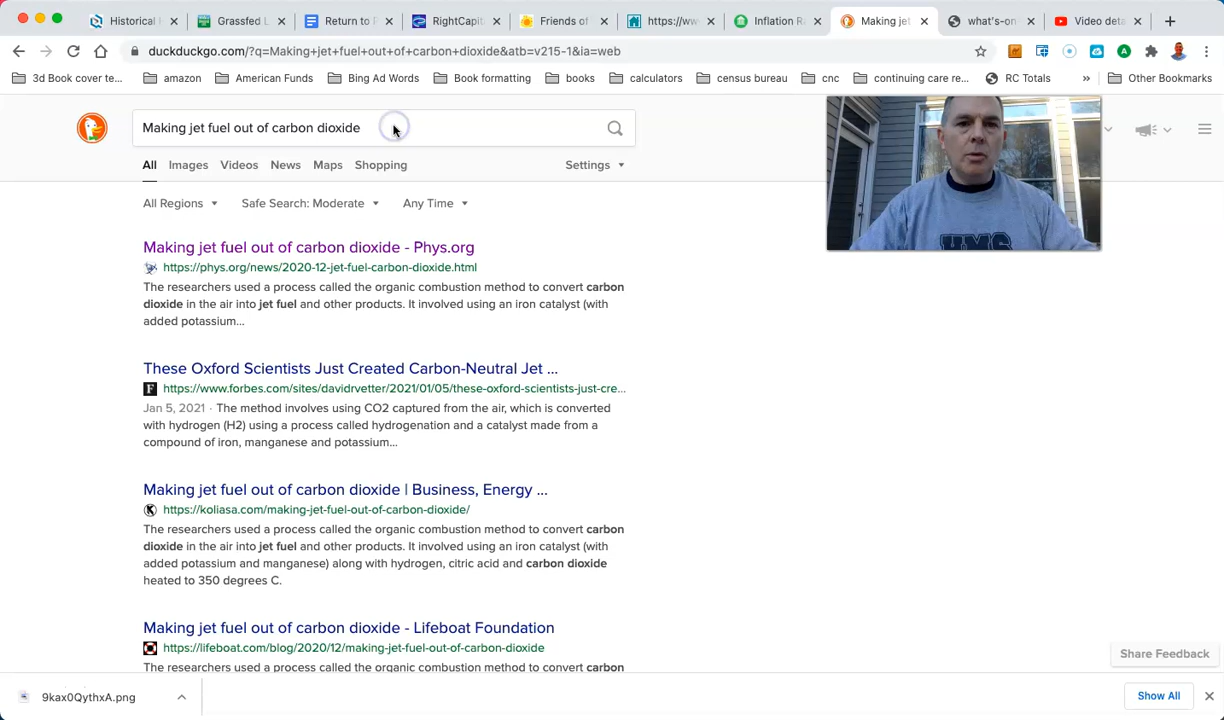 Historical
Grassfed L
Return to
RightCapit
Friends of
https://ww
Inflation Ra
Making jet
what's-on
Video deta
duckduckgo.com/?q=Making+jet+fuel+out+of+carbon+dioxide&atb=v215-1&ia=web
3d Book cover te...
amazon
American Funds
Bing Ad Words
Book formatting
books
calculators
census bureau
cnc
continuing care re...
RC Totals
»
Other Bookmarks
Making jet fuel out of carbon dioxide
All Images Videos News Maps Shopping Settings
All Regions Safe Search: Moderate Any Time
Making jet fuel out of carbon dioxide - Phys.org
https://phys.org/news/2020-12-jet-fuel-carbon-dioxide.html
The researchers used a process called the organic combustion method to convert carbon
dioxide in the air into jet fuel and other products. It involved using an iron catalyst (with
added potassium...
These Oxford Scientists Just Created Carbon-Neutral Jet ...
F https://www.forbes.com/sites/davidrvetter/2021/01/05/these-oxford-scientists-just-cre...
Jan 5, 2021 · The method involves using CO2 captured from the air, which is converted
with hydrogen (H2) using a process called hydrogenation and a catalyst made from a
compound of iron, manganese and potassium...
Making jet fuel out of carbon dioxide | Business, Energy ...
K https://koliasa.com/making-jet-fuel-out-of-carbon-dioxide/
The researchers used a process called the organic combustion method to convert carbon
dioxide in the air into jet fuel and other products. It involved using an iron catalyst (with
added potassium and manganese) along with hydrogen, citric acid and carbon dioxide
heated to 350 degrees C.
Making jet fuel out of carbon dioxide - Lifeboat Foundation
https://lifeboat.com/blog/2020/12/making-jet-fuel-out-of-carbon-dioxide
The researchers used a process called the organic combustion method to convert carbon
Share Feedback
9kax0QythxA.png
Show All